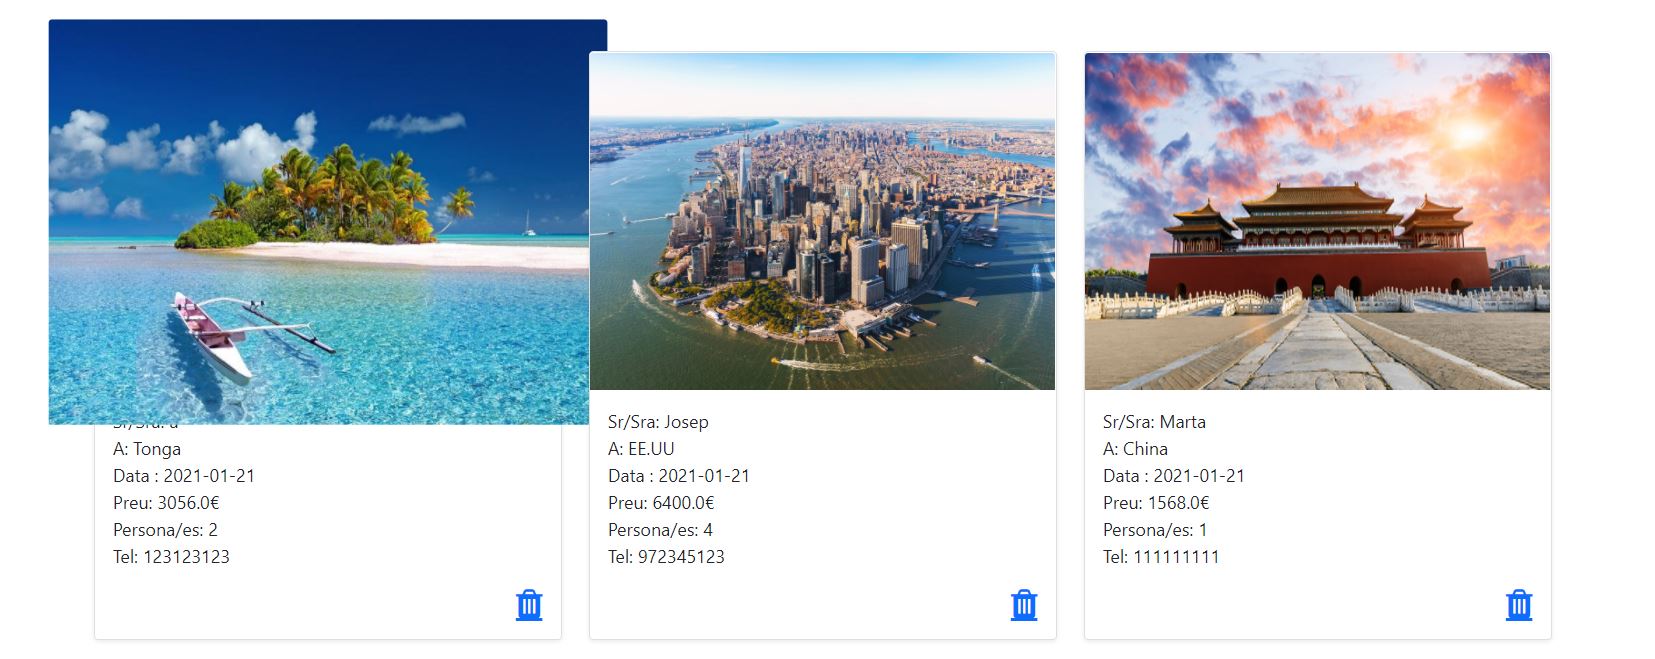 Sr/Sra: a
A: Tonga
Data : 2021-01-21
Preu: 3056.0€
Persona/es: 2
Tel: 123123123
Sr/Sra: Josep
A: EE.UU
Data : 2021-01-21
Preu: 6400.0€
Persona/es: 4
Tel: 972345123
Sr/Sra: Marta
A: China
Data : 2021-01-21
Preu: 1568.0€
Persona/es: 1
Tel: 111111111